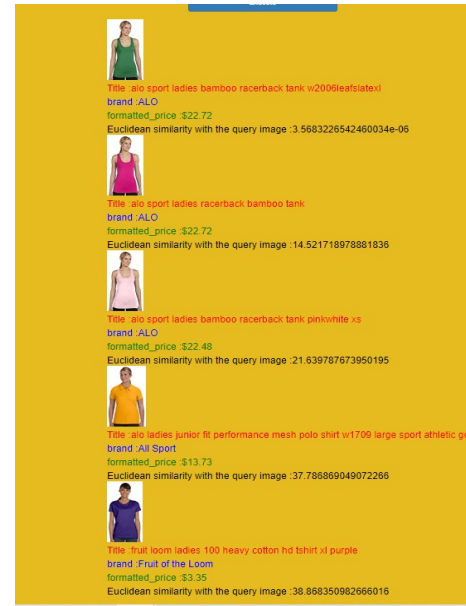 Title :alo sport ladies bamboo racerback tank w2006leafslatexl
brand :ALO
formatted_price :$22.72
Euclidean similarity with the query image :3.5683226542460034e-06
Title :alo sport ladies racerback bamboo tank
brand :ALO
formatted_price :$22.72
Euclidean similarity with the query image :14.521718978881836
Title :alo sport ladies bamboo racerback tank pinkwhite xs
brand :ALO
formatted_price :$22.48
Euclidean similarity with the query image :21.639787673950195
Title :alo ladies junior fit performance mesh polo shirt w1709 large sport athletic
brand :All Sport
formatted_price :$13.73
Euclidean similarity with the query image :37.786869049072266
Title :fruit loom ladies 100 heavy cotton hd tshirt xl purple
brand :Fruit of the Loom
formatted_price :$3.35
Euclidean similarity with the query image :38.868350982666016